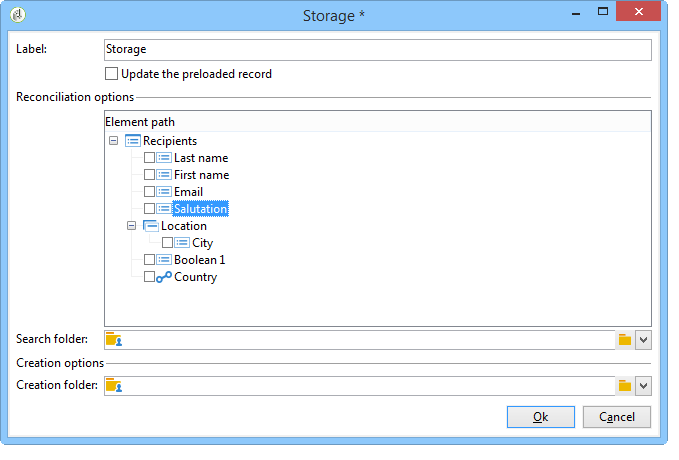 Storage *
Label:
Storage
Update the preloaded record
Reconciliation options
Element path
Recipients
Last name
First name
Email
Salutation
Location
City
Boolean 1
Country
Search folder:
Creation options
Creation folder:
Ok
Cancel